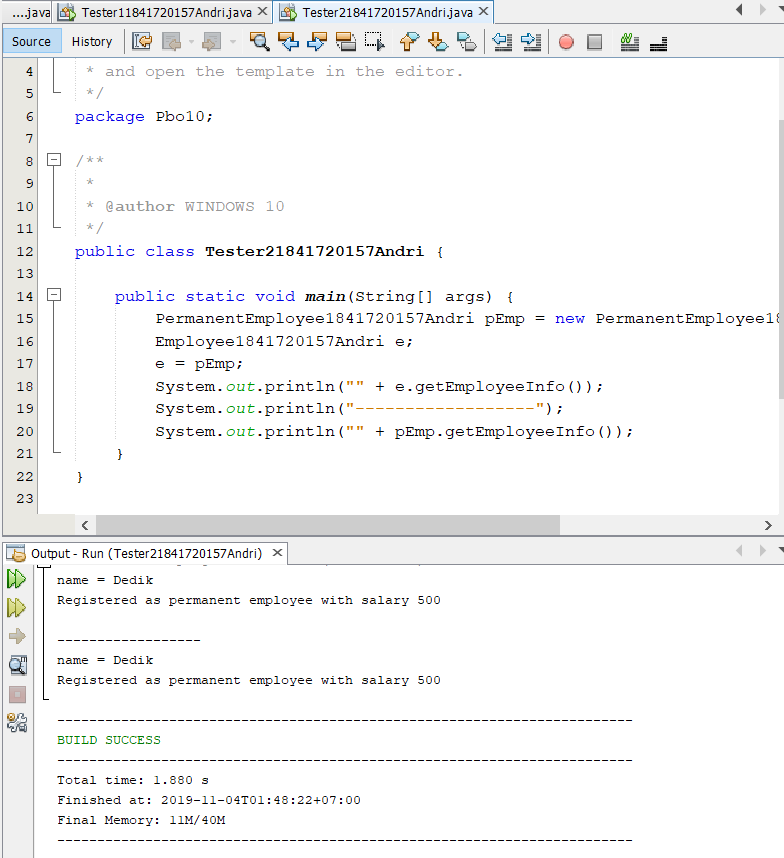 ....java Tester11841720157Andri.java Tester21841720157Andri.java
Source History
4 * and open the template in the editor.
5 */
6 package Pbo10;
7
8 /**
9 *
10 * @author WINDOWS 10
11 */
12 public class Tester21841720157Andri {
13
14 public static void main(String[] args) {
15 PermanentEmployee1841720157Andri pEmp = new
16 Employee1841720157Andri e;
17 e = pEmp;
18 System.out.println("" + e.getEmployeeInfo());
19 System.out.println("------------------");
20 System.out.println("" + pEmp.getEmployeeInfo());
21 }
22 }
23
Output - Run (Tester21841720157Andri)
name = Dedik
Registered as permanent employee with salary 500
------------------
name = Dedik
Registered as permanent employee with salary 500
------------------------------------------------------------------------
BUILD SUCCESS
------------------------------------------------------------------------
Total time: 1.880 s
Finished at: 2019-11-04T01:48:22+07:00
Final Memory: 11M/40M
------------------------------------------------------------------------